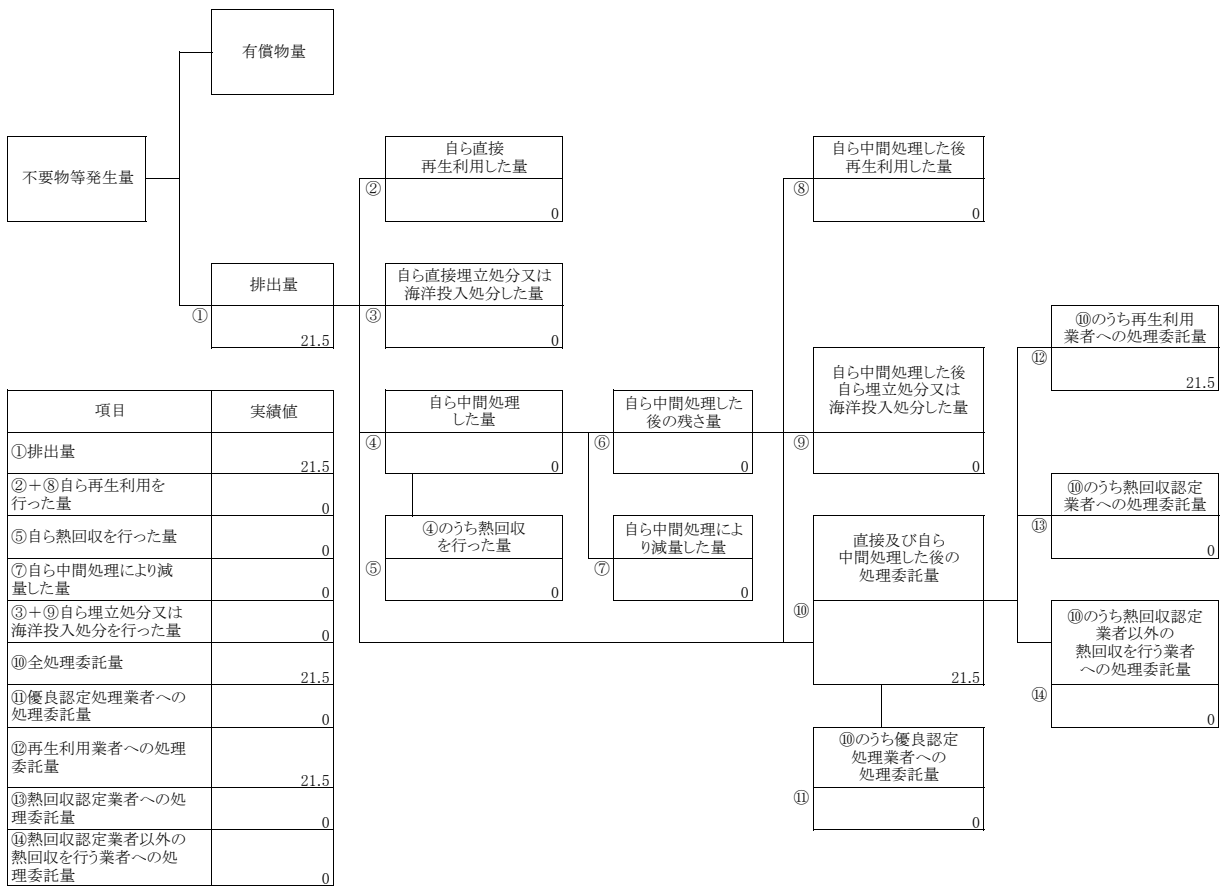 有償物量
不要物等発生量
自ら直接
再生利用した量
②
0
自ら中間処理した後
再生利用した量
⑧
0
排出量
①
21.5
自ら直接埋立処分又は
海洋投入処分した量
③
0
⑩のうち再生利用
業者への処理委託量
⑫
21.5
自ら中間処理
した量
④
0
自ら中間処理した
後の残さ量
⑥
0
自ら中間処理した後
自ら埋立処分又は
海洋投入処分した量
⑨
0
⑩のうち熱回収認定
業者への処理委託量
⑬
0
④のうち熱回収
を行った量
⑤
0
自ら中間処理によ
り減量した量
⑦
0
直接及び自ら
中間処理した後の
処理委託量
⑩
21.5
⑩のうち熱回収認定
業者以外の
熱回収を行う業者
への処理委託量
⑭
0
⑩のうち優良認定
処理業者への
処理委託量
⑪
0
項目 実績値
①排出量
21.5
②+⑧自ら再生利用を
行った量
0
⑤自ら熱回収を行った量
0
⑦自ら中間処理により減
量した量
0
③+⑨自ら埋立処分又は
海洋投入処分を行った量
0
⑩全処理委託量
21.5
⑪優良認定処理業者への
処理委託量
0
⑫再生利用業者への処理
委託量
21.5
⑬熱回収認定業者への処
理委託量
0
⑭熱回収認定業者以外の
熱回収を行う業者への処
理委託量
0